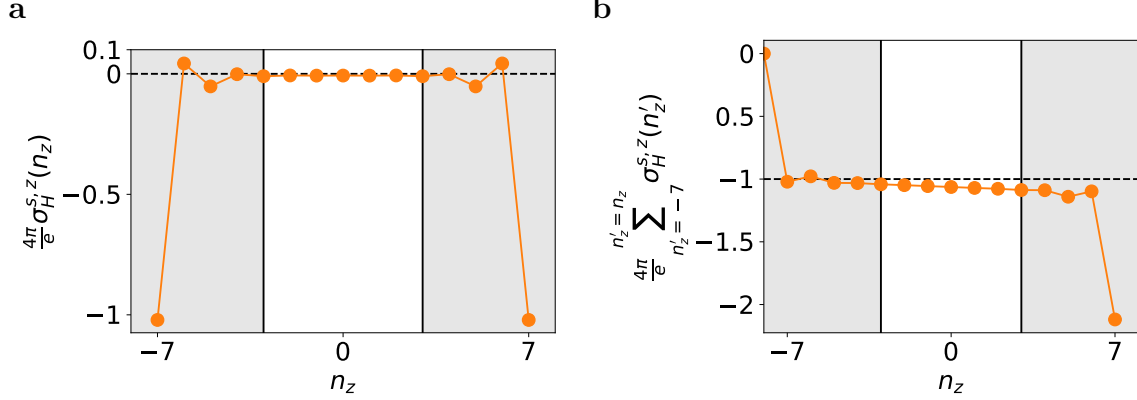 a
0.1
0
−0.5
−1
−7
0
7
n_z
4π/e σ_H^{s,z}(n_z)
b
0
0.5
−1
−1.5
−2
−7
0
7
n_z
4π/e ∑_{n'_z=−7}^{n'_z=n_z} σ_H^{s,z}(n'_z)